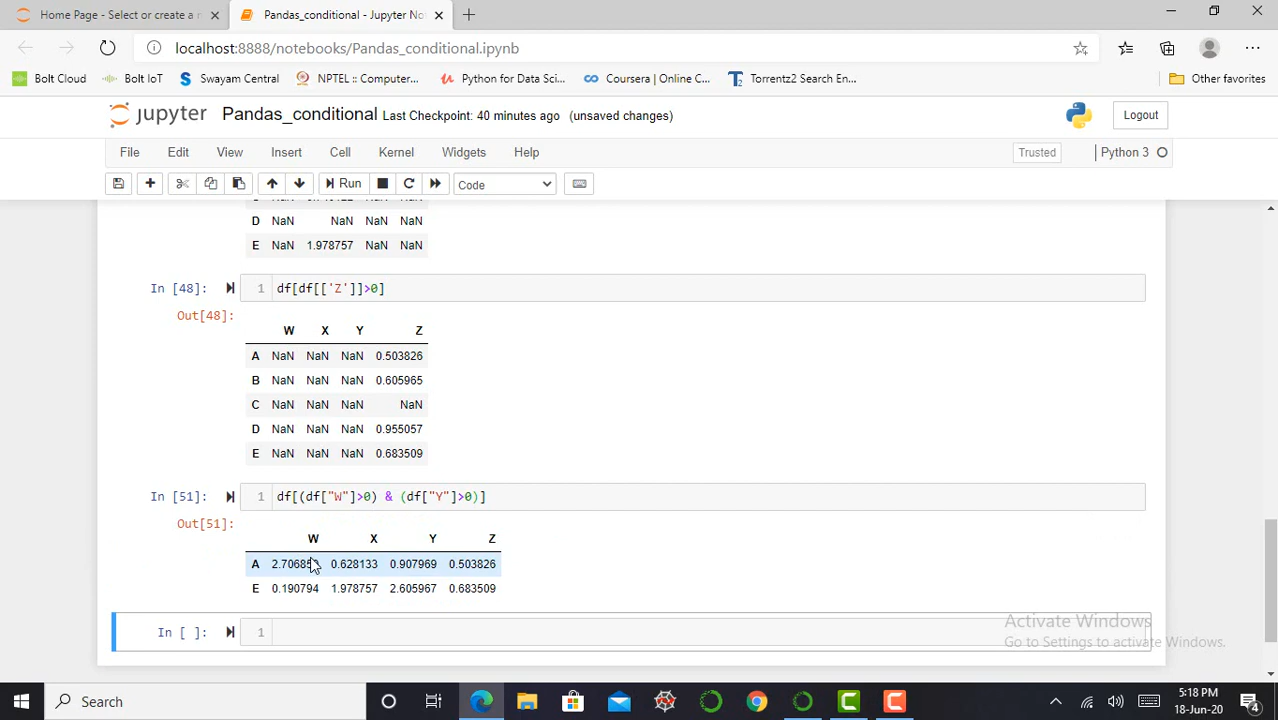 Home Page - Select or create a n
Pandas_conditional - Jupyter No
localhost:8888/notebooks/Pandas_conditional.ipynb
Bolt Cloud
Bolt IoT
Swayam Central
NPTEL :: Computer...
Python for Data Sci...
Coursera | Online C...
Torrentz2 Search En...
Other favorites
jupyter Pandas_conditional Last Checkpoint: 40 minutes ago (unsaved changes)
Logout
File Edit View Insert Cell Kernel Widgets Help
Trusted
Python 3
Run
Code
D NaN NaN NaN NaN
E NaN 1.978757 NaN NaN
In [48]: 1 df[df[['Z']]>0]
Out[48]:
W X Y Z
A NaN NaN NaN 0.503826
B NaN NaN NaN 0.605965
C NaN NaN NaN NaN
D NaN NaN NaN 0.955057
E NaN NaN NaN 0.683509
In [51]: 1 df[(df["W"]>0) & (df["Y"]>0)]
Out[51]:
W X Y Z
A 0.628133 0.907969 0.503826
E 0.190794 1.978757 2.605967 0.683509
In [ ]: 1
Activate Windows
Go to Settings to activate Windows.
Search
5:18 PM
18-Jun-20
4